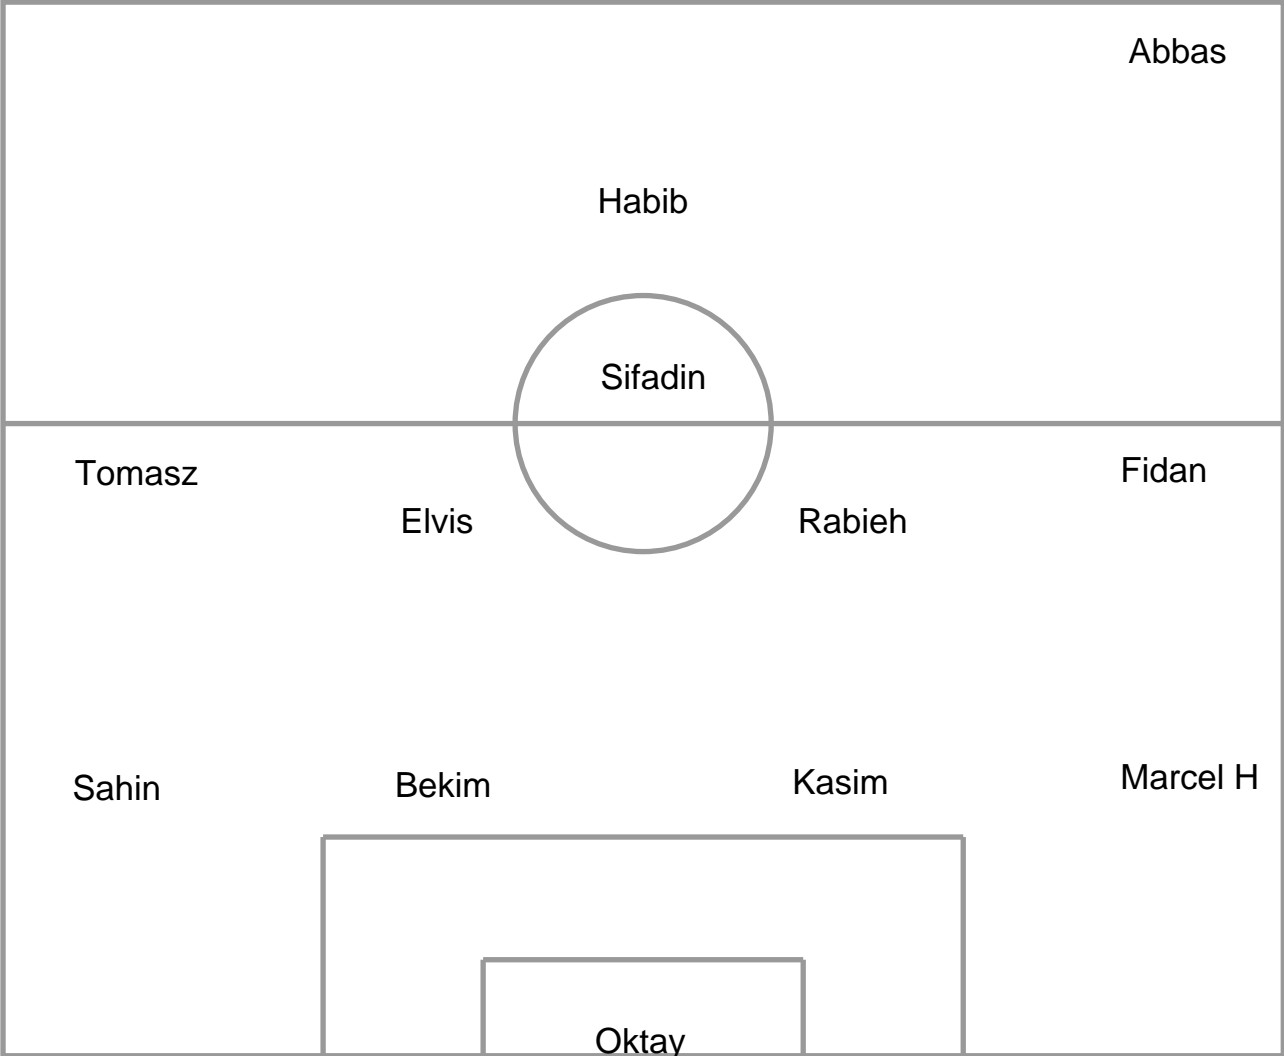 Abbas
Habib
Sifadin
Tomasz
Fidan
Elvis
Rabieh
Sahin
Bekim
Kasim
Marcel H
Oktay